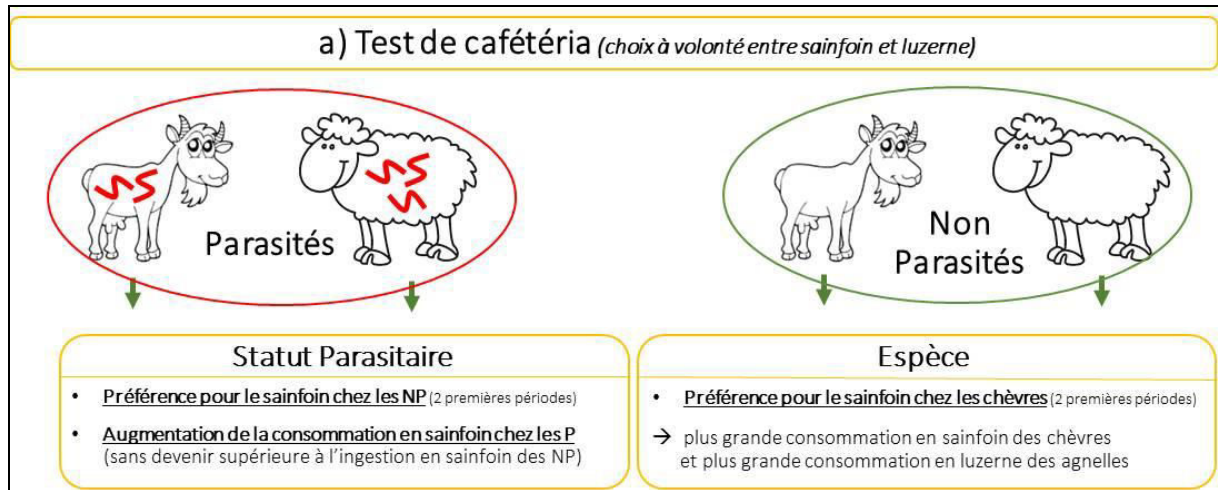 a) Test de cafétéria (choix à volonté entre sainfoin et luzerne)
Parasités
Non
Parasités
Statut Parasitaire
• Préférence pour le sainfoin chez les NP (2 premières périodes)
• Augmentation de la consommation en sainfoin chez les P
(sans devenir supérieure à l'ingestion en sainfoin des NP)
Espèce
• Préférence pour le sainfoin chez les chèvres (2 premières périodes)
→ plus grande consommation en sainfoin des chèvres
et plus grande consommation en luzerne des agnelles